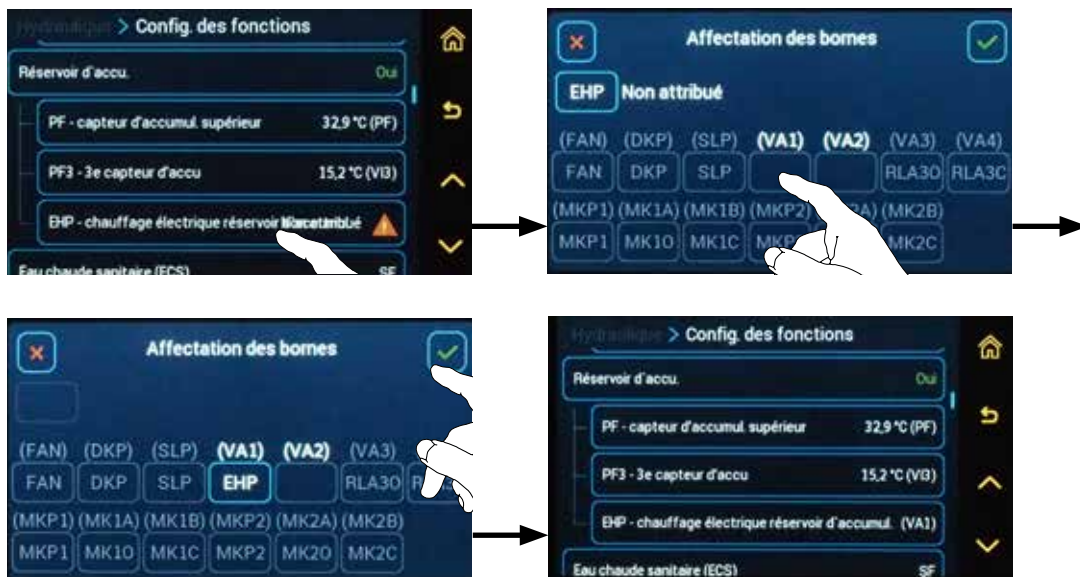 Hydraulique > Config. des fonctions
Réservoir d'accu. Oui
PF - capteur d'accumul. supérieur 32,9 °C (PF)
PF3 - 3e capteur d'accu 15,2 °C (VI3)
EHP - chauffage électrique réservoir
Eau chaude sanitaire (ECS) SF
Affectation des bornes
EHP Non attribué
(FAN) (DKP) (SLP) (VA1) (VA2) (VA3) (VA4)
FAN DKP SLP RLA3O RLA3C
(MKP1) (MK1A) (MK1B) (MKP2) (MK2B)
MKP1 MK1O MK1C MK2C
Affectation des bornes
(FAN) (DKP) (SLP) (VA1) (VA2) (VA3)
FAN DKP SLP EHP RLA3O
(MKP1) (MK1A) (MK1B) (MKP2) (MK2A) (MK2B)
MKP1 MK1O MK1C MKP2 MK2O MK2C
Hydraulique > Config. des fonctions
Réservoir d'accu. Oui
PF - capteur d'accumul. supérieur 32,9 °C (PF)
PF3 - 3e capteur d'accu 15,2 °C (VI3)
EHP - chauffage électrique réservoir d'accumul. (VA1)
Eau chaude sanitaire (ECS) SF